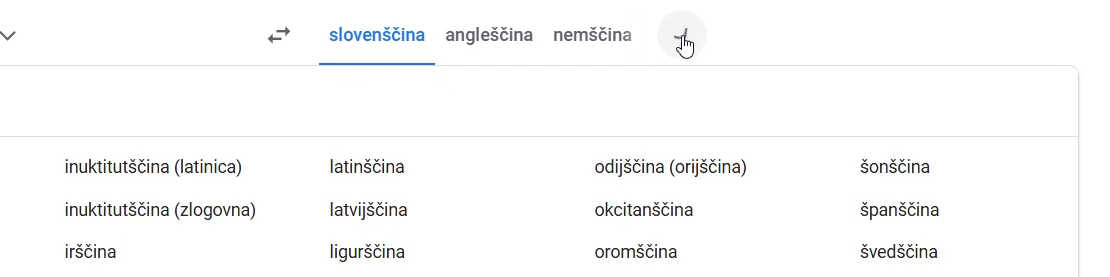 slovenščina angleščina nemščina
inuktitutščina (latinica) latinščina odijščina (orijščina) šonščina
inuktitutščina (zlogovna) latvijščina okcitanščina španščina
irščina ligurščina oromščina švedščina